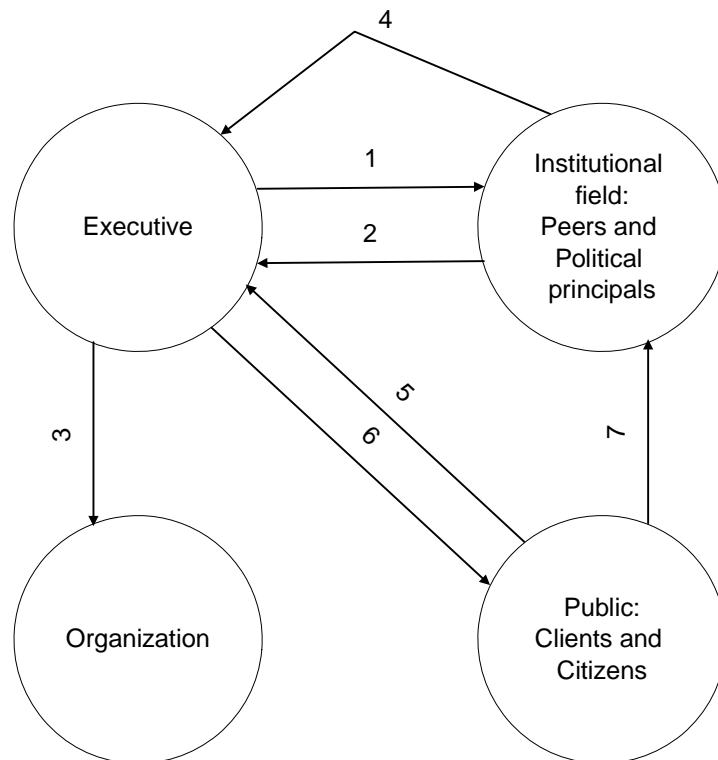 4
1
Institutional
field:
Peers and
Political
principals
Executive
2
5
6
3
7
Organization
Public:
Clients and
Citizens